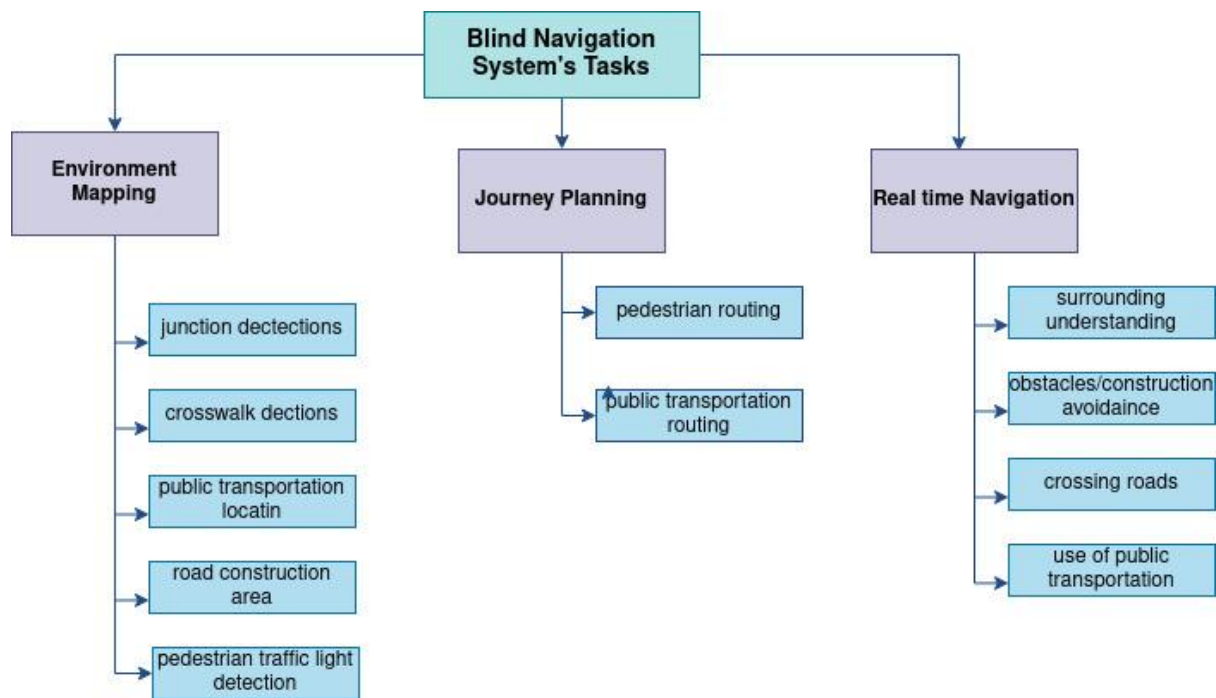 Blind Navigation
System's Tasks
Environment
Mapping
Journey Planning
Real time Navigation
junction dectections
crosswalk dections
public transportation
locatin
road construction
area
pedestrian traffic light
detection
pedestrian routing
public transportation
routing
surrounding
understanding
obstacles/construction
avoidaince
crossing roads
use of public
transportation